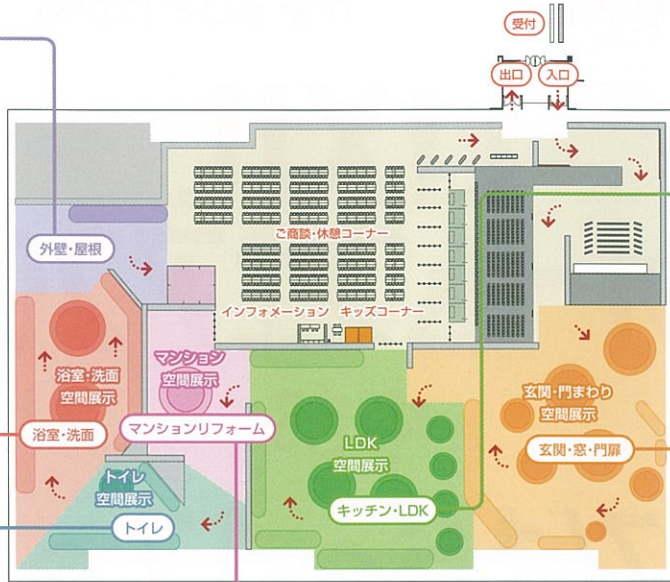 受付
出口
入口
ご商談・休憩コーナー
外壁・屋根
インフォメーション キッズコーナー
マンション
空間展示
浴室・洗面
空間展示
玄関・門まわり
空間展示
マンションリフォーム
浴室・洗面
LDK
空間展示
玄関・窓・門扉
トイレ
空間展示
キッチン・LDK
トイレ